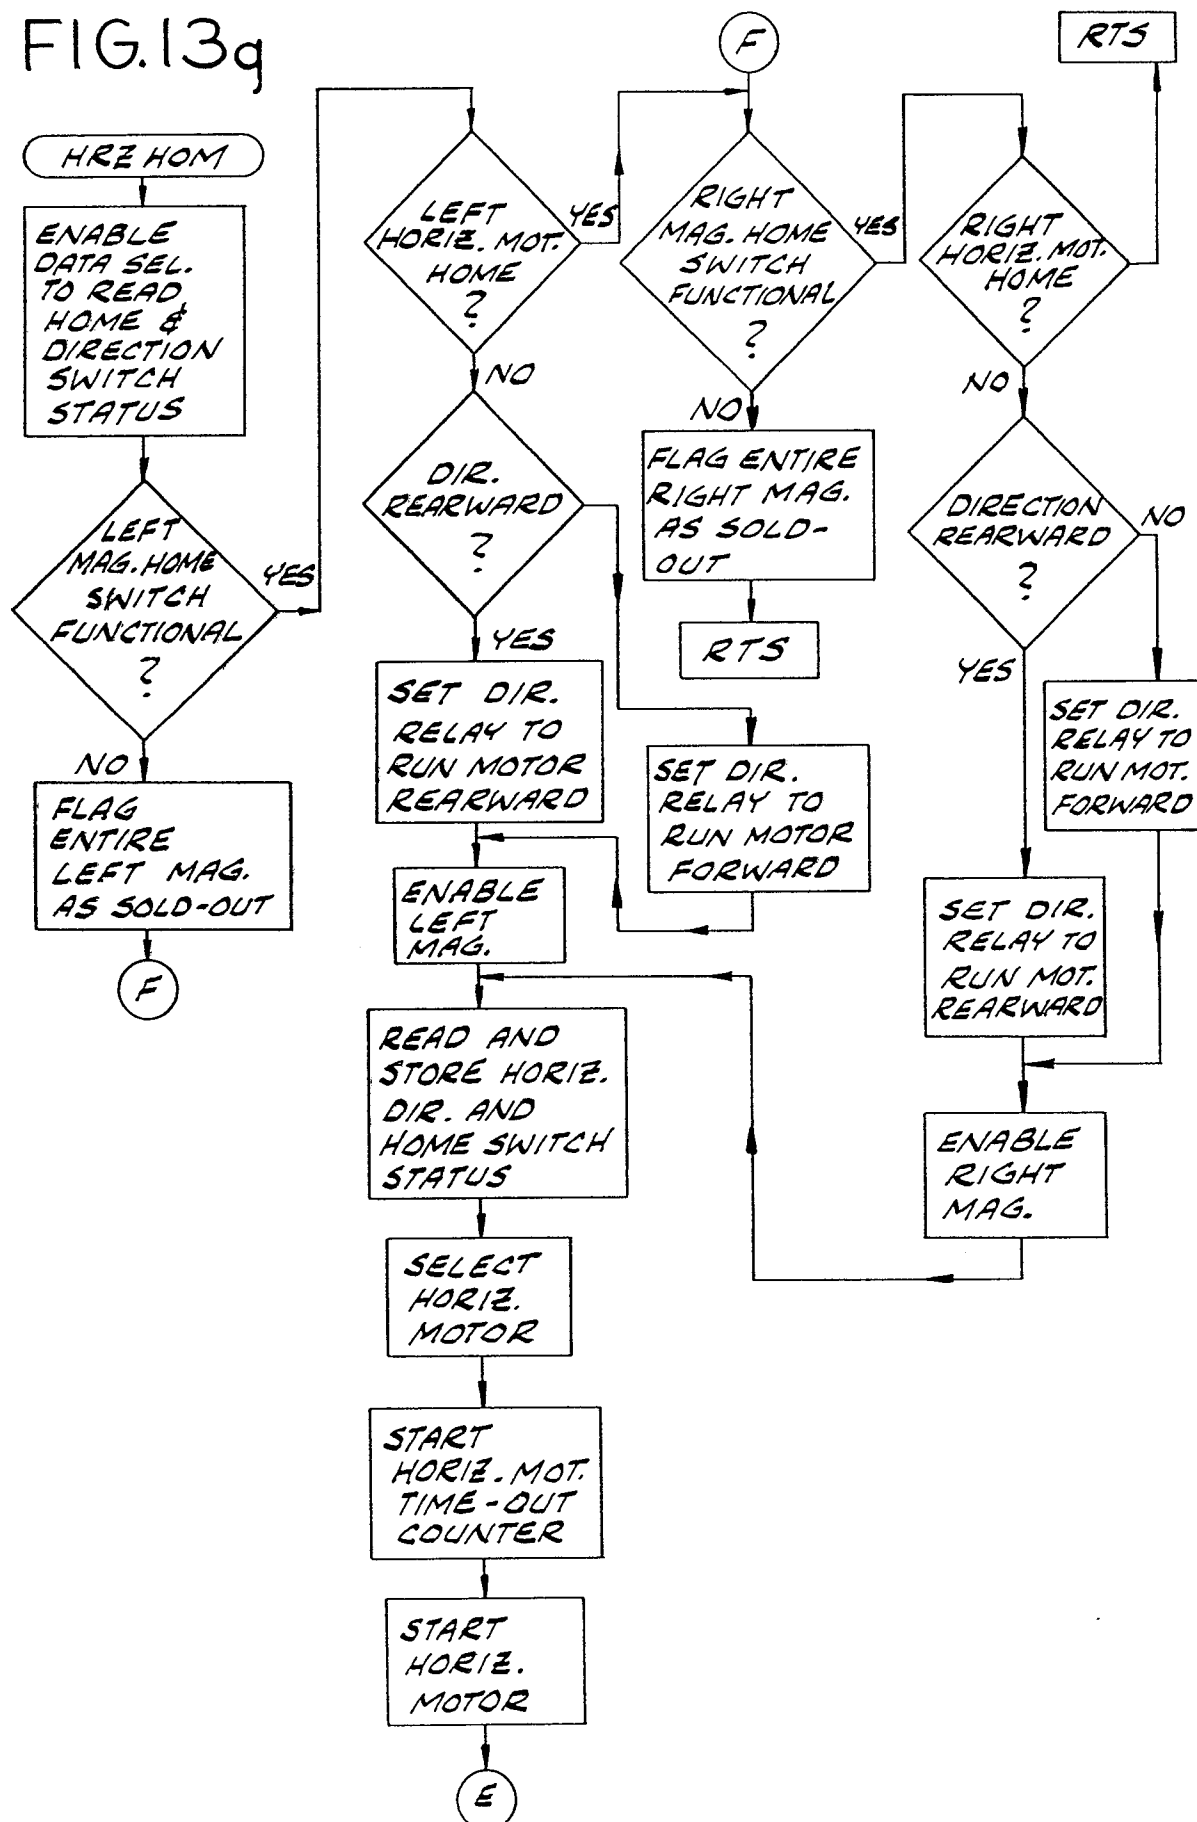 FIG.13g
HRZ HOM
ENABLE
DATA SEL.
TO READ
HOME &
DIRECTION
SWITCH
STATUS
LEFT
MAG. HOME
SWITCH
FUNCTIONAL
?
YES
NO
FLAG
ENTIRE
LEFT MAG.
AS SOLD-OUT
F
LEFT
HORIZ. MOT.
HOME
?
YES
NO
DIR.
REARWARD
?
YES
SET DIR.
RELAY TO
RUN MOTOR
REARWARD
SET DIR.
RELAY TO
RUN MOTOR
FORWARD
ENABLE
LEFT
MAG.
READ AND
STORE HORIZ.
DIR. AND
HOME SWITCH
STATUS
SELECT
HORIZ.
MOTOR
START
HORIZ. MOT.
TIME-OUT
COUNTER
START
HORIZ.
MOTOR
E
F
RIGHT
MAG. HOME
SWITCH
FUNCTIONAL
?
YES
NO
FLAG ENTIRE
RIGHT MAG.
AS SOLD-
OUT
RTS
RTS
RIGHT
HORIZ. MOT.
HOME
?
NO
DIRECTION
REARWARD
?
NO
YES
SET DIR.
RELAY TO
RUN MOT.
FORWARD
SET DIR.
RELAY TO
RUN MOT.
REARWARD
ENABLE
RIGHT
MAG.